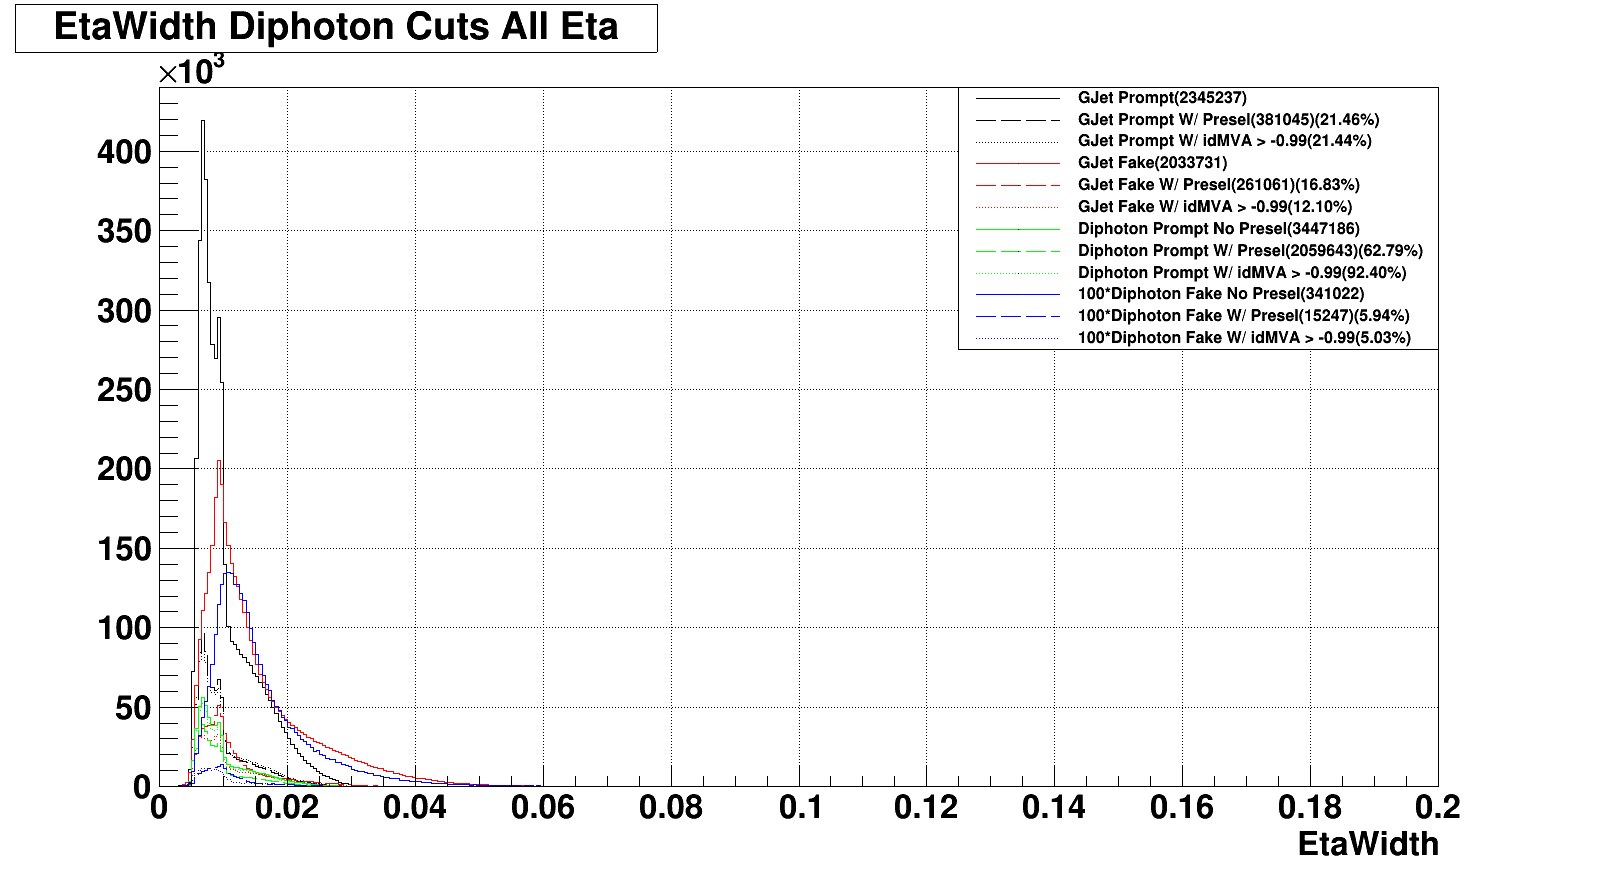 EtaWidth Diphoton Cuts All Eta
×10³
400
350
300
250
200
150
100
50
0
0 0.02 0.04 0.06 0.08 0.1 0.12 0.14 0.16 0.18 0.2
EtaWidth
GJet Prompt(2345237)
GJet Prompt W/ Presel(381045)(21.46%)
GJet Prompt W/ idMVA > -0.99(21.44%)
GJet Fake(2033731)
GJet Fake W/ Presel(261061)(16.83%)
GJet Fake W/ idMVA > -0.99(12.10%)
Diphoton Prompt No Presel(3447186)
Diphoton Prompt W/ Presel(2059643)(62.79%)
Diphoton Prompt W/ idMVA > -0.99(92.40%)
100*Diphoton Fake No Presel(341022)
100*Diphoton Fake W/ Presel(15247)(5.94%)
100*Diphoton Fake W/ idMVA > -0.99(5.03%)